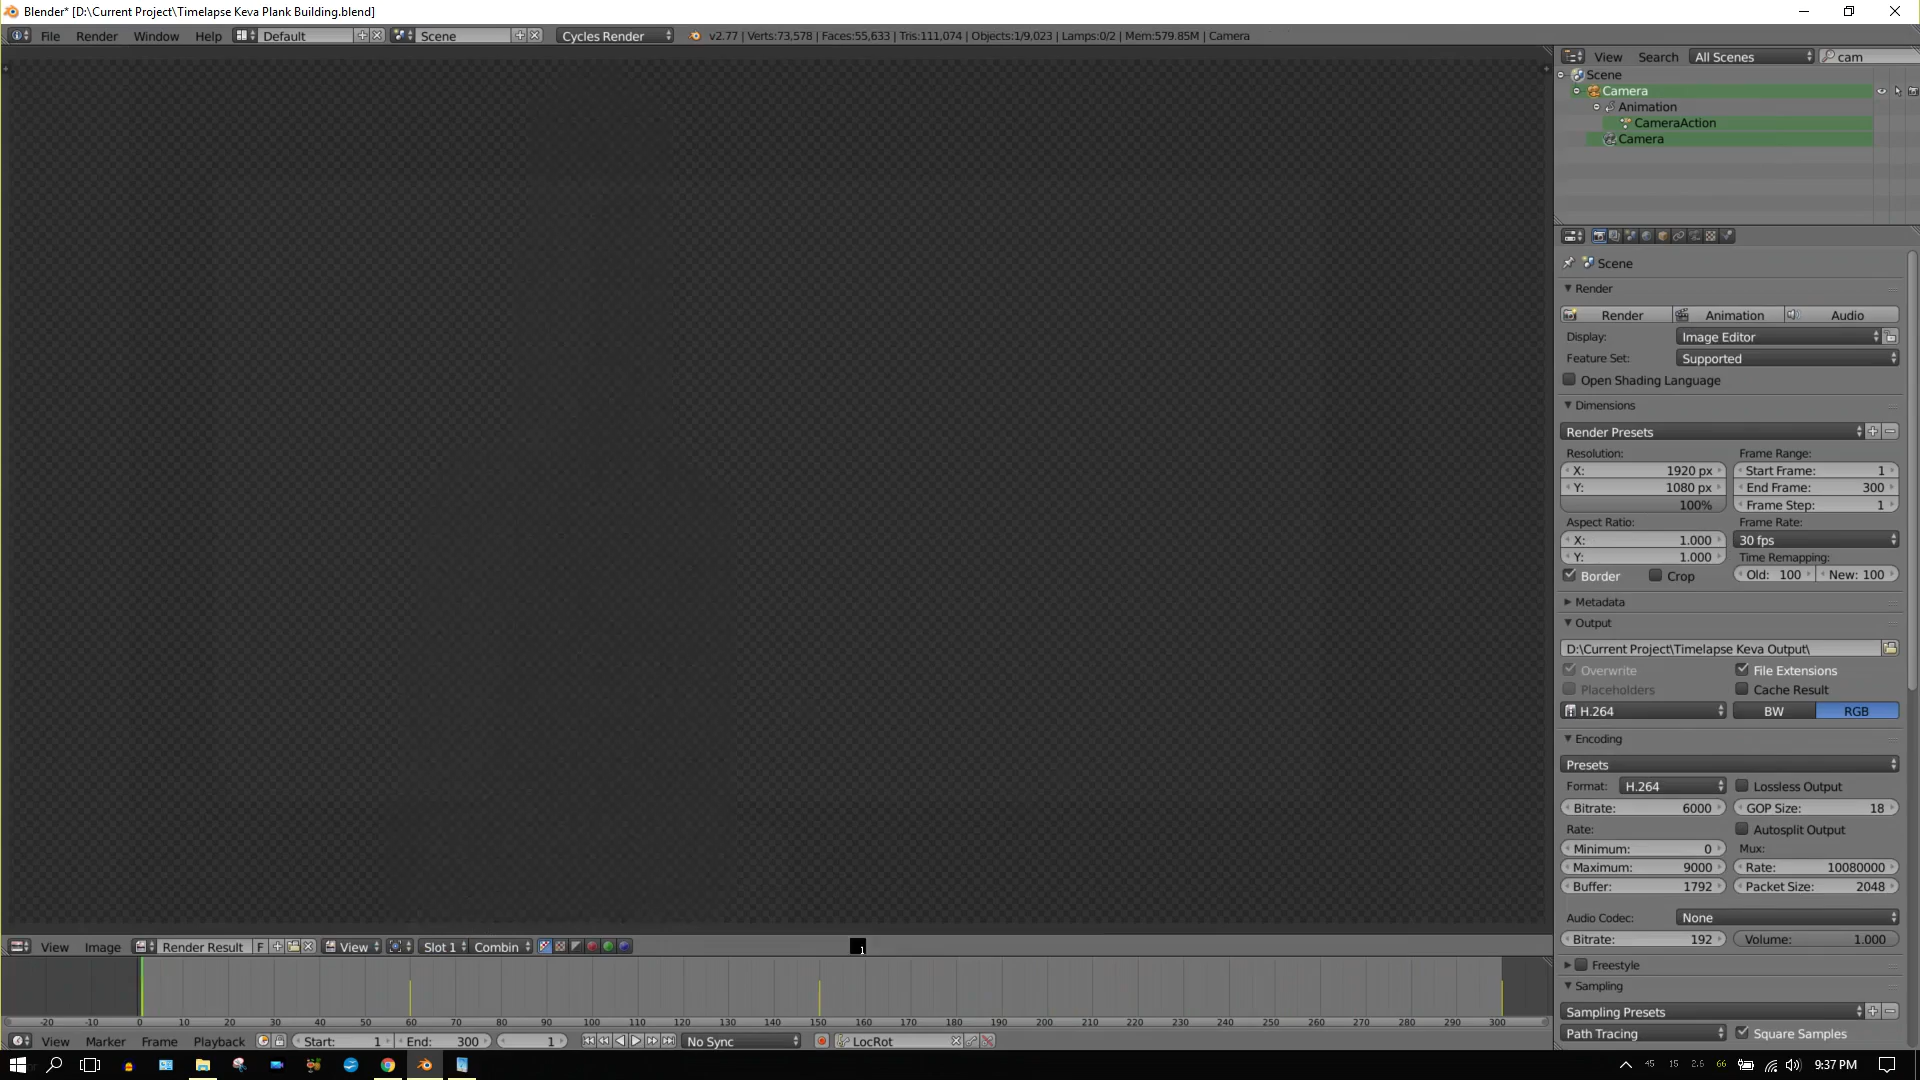 Blender* [D:\Current Project\Timelapse Keva Plank Building.blend]
File Render Window Help Default Scene Cycles Render v2.77 | Verts:73,578 | Faces:55,633 | Tris:111,074 | Objects:1/9,023 | Lamps:0/2 | Mem:579.85M | Camera
View Search All Scenes cam
Scene
Camera
Animation
CameraAction
Camera
Scene
Render
Render Animation Audio
Display: Image Editor
Feature Set: Supported
Open Shading Language
Dimensions
Render Presets
Resolution: Frame Range:
X: 1920 px Start Frame: 1
Y: 1080 px End Frame: 300
100% Frame Step: 1
Aspect Ratio: Frame Rate:
X: 1.000 30 fps
Y: 1.000 Time Remapping:
Border Crop Old: 100 New: 100
Metadata
Output
D:\Current Project\Timelapse Keva Output\
Overwrite File Extensions
Placeholders Cache Result
H.264 BW RGB
Encoding
Presets
Format: H.264 Lossless Output
Bitrate: 6000 GOP Size: 18
Rate: Autosplit Output
Minimum: 0 Mux:
Maximum: 9000 Rate: 10080000
Buffer: 1792 Packet Size: 2048
Audio Codec: None
Bitrate: 192 Volume: 1.000
Freestyle
Sampling
Sampling Presets
Path Tracing Square Samples
View Image Render Result F View Slot 1 Combin 1
-20 -10 0 10 20 30 40 50 60 70 80 90 100 110 120 130 140 150 160 170 180 190 200 210 220 230 240 250 260 270 280 290 300
View Marker Frame Playback Start: 1 End: 300 1 No Sync LocRot
45 15 2.6 66 9:37 PM